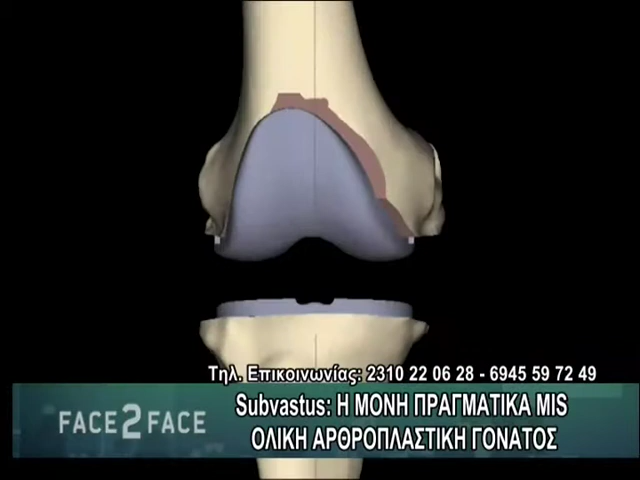 Τηλ. Επικοινωνίας: 2310 22 06 28 - 6945 59 72 49
FACE2FACE
Subvastus: Η ΜΟΝΗ ΠΡΑΓΜΑΤΙΚΑ MIS
ΟΛΙΚΗ ΑΡΘΡΟΠΛΑΣΤΙΚΗ ΓΟΝΑΤΟΣ